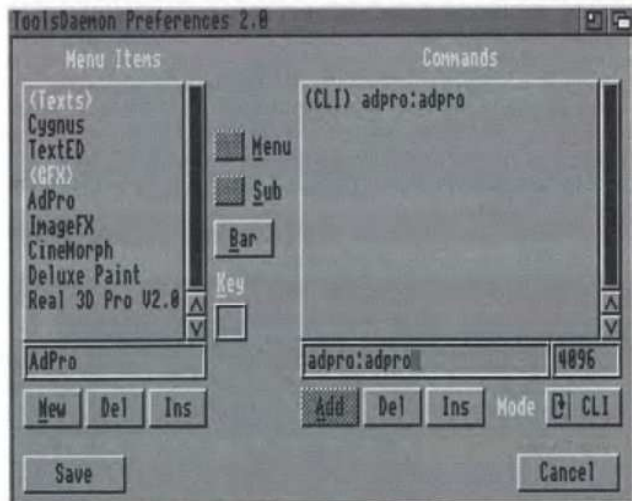 ToolsDaemon Preferences 2.0
Menu Items
(Texts)
Cygnus
TextED
(GFX)
AdPro
ImageFX
CineMorph
Deluxe Paint
Real 3D Pro V2.0
AdPro
New Del Ins
Menu
Sub
Bar
Key
Commands
(CLI) adpro:adpro
adpro:adpro
4096
Add Del Ins Mode CLI
Save
Cancel